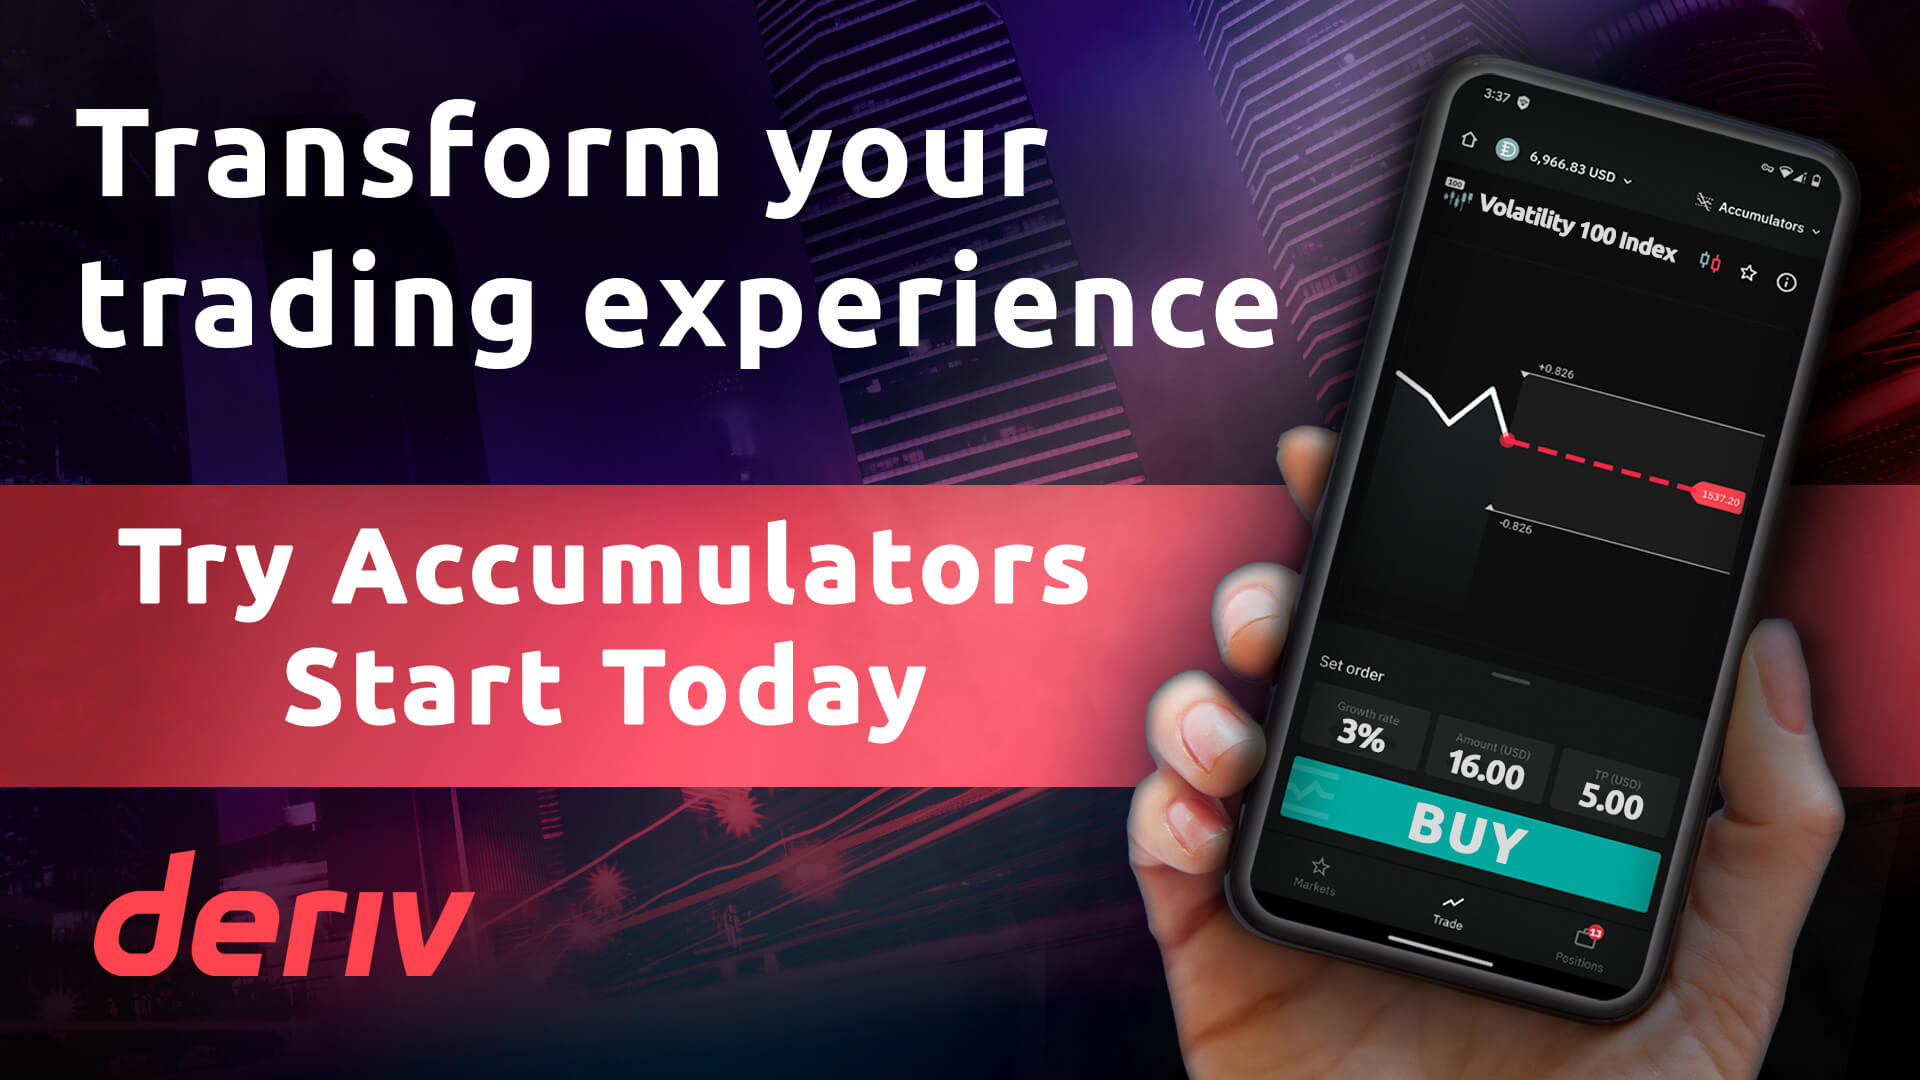 Transform your
trading experience
Try Accumulators
Start Today
deriv
3:37
6,966.83 USD
Accumulators
100
Volatility 100 Index
+0.826
1537.20
-0.826
Set order
Growth rate
3%
Amount (USD)
16.00
TP (USD)
5.00
BUY
Markets
Trade
13
Positions